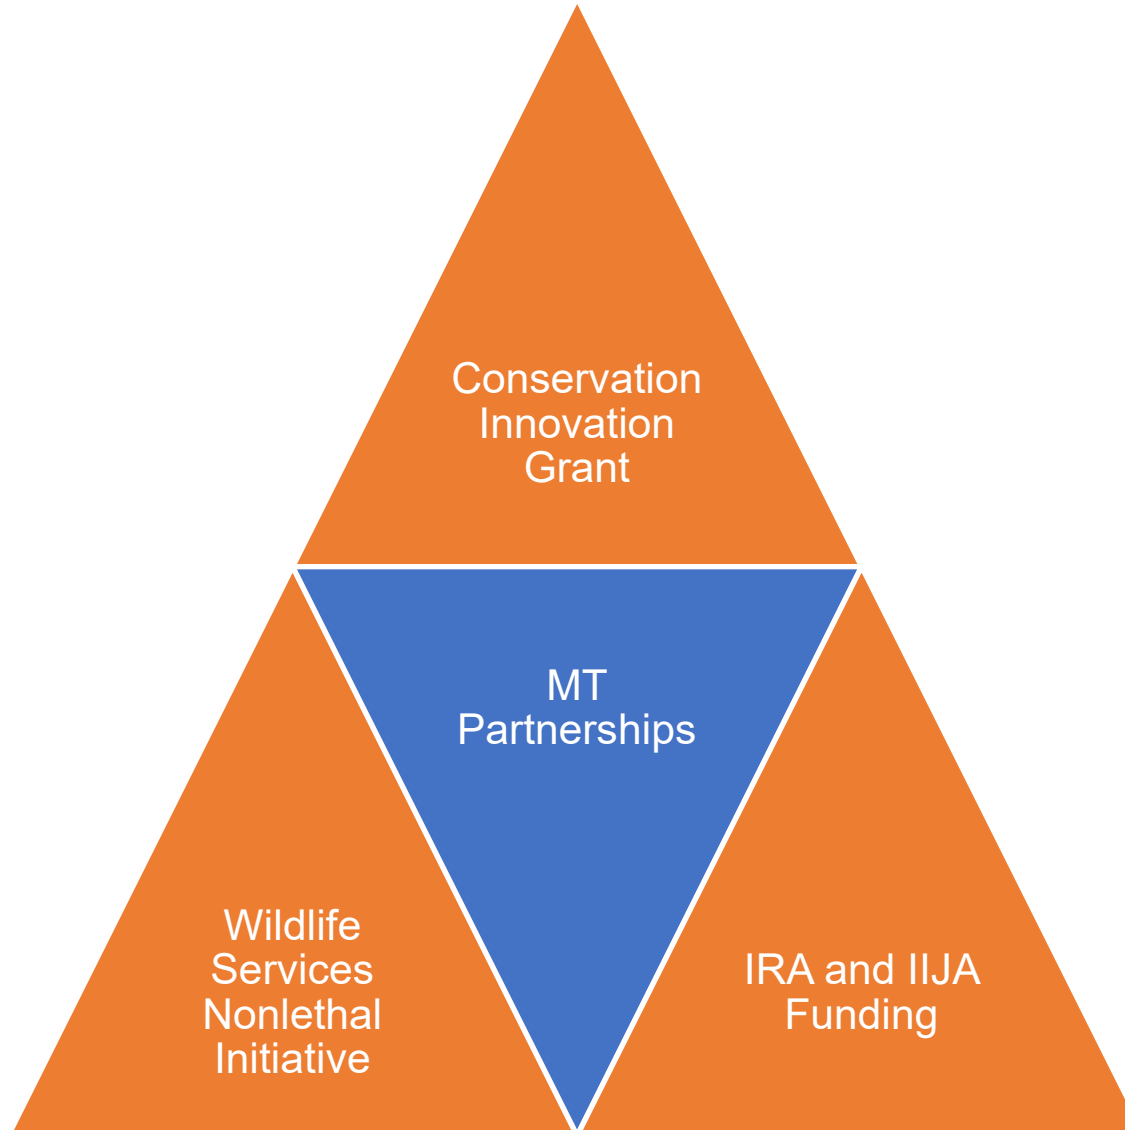 Conservation
Innovation
Grant
MT
Partnerships
Wildlife
Services
Nonlethal
Initiative
IRA and IIJA
Funding